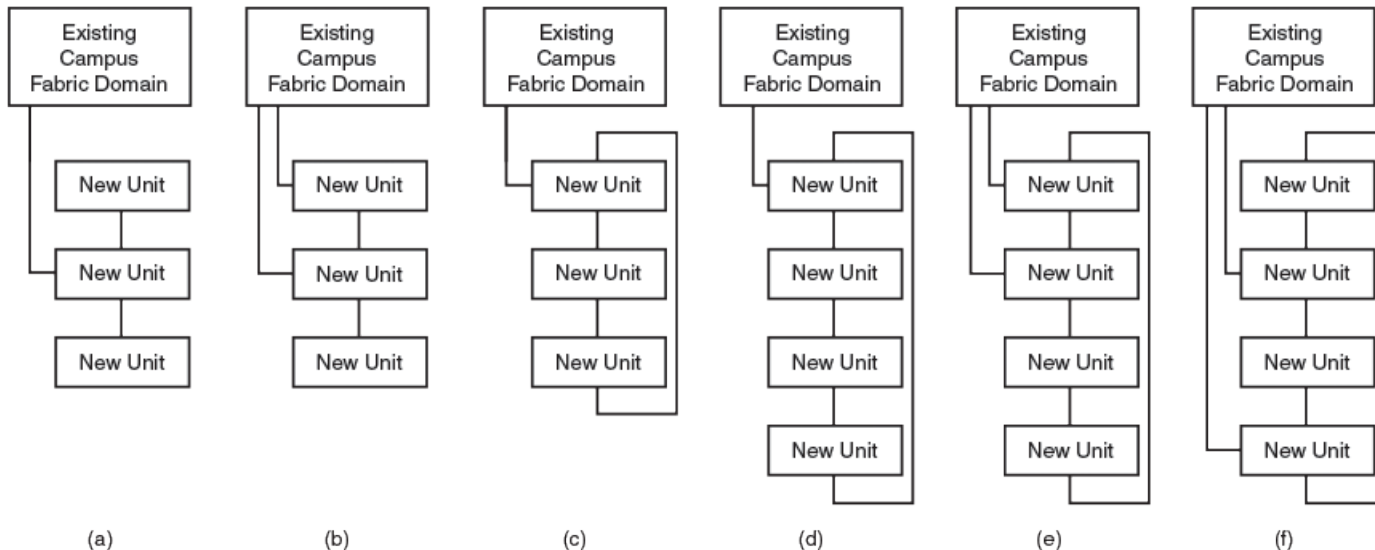 Existing
Campus
Fabric Domain
New Unit
New Unit
New Unit
(a)
Existing
Campus
Fabric Domain
New Unit
New Unit
New Unit
(b)
Existing
Campus
Fabric Domain
New Unit
New Unit
New Unit
(c)
Existing
Campus
Fabric Domain
New Unit
New Unit
New Unit
New Unit
(d)
Existing
Campus
Fabric Domain
New Unit
New Unit
New Unit
New Unit
(e)
Existing
Campus
Fabric Domain
New Unit
New Unit
New Unit
New Unit
(f)